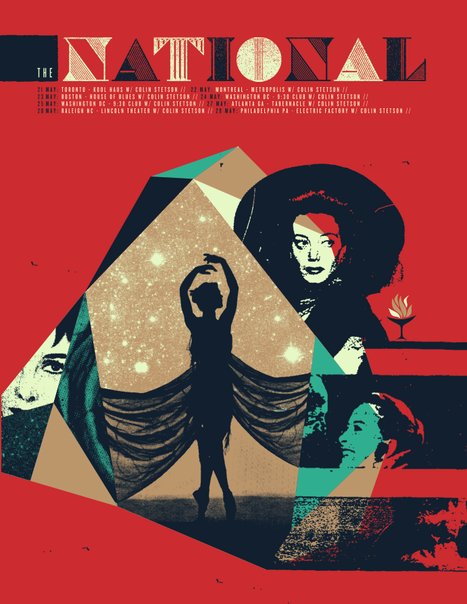 THE NATIONAL
21 MAY: TORONTO - KOOL HAUS W/ COLIN STETSON // 22 MAY: MONTREAL - METROPOLIS W/ COLIN STETSON //
23 MAY: BOSTON - HOUSE OF BLUES W/ COLIN STETSON // 24 MAY: WASHINGTON DC - 9:30 CLUB W/ COLIN STETSON //
25 MAY: WASHINGTON DC - 9:30 CLUB W/ COLIN STETSON // 27 MAY: ATLANTA GA - TABERNACLE W/ COLIN STETSON //
28 MAY: RALEIGH NC - LINCOLN THEATER W/ COLIN STETSON // 29 MAY: PHILADELPHIA PA - ELECTRIC FACTORY W/ COLIN STETSON //